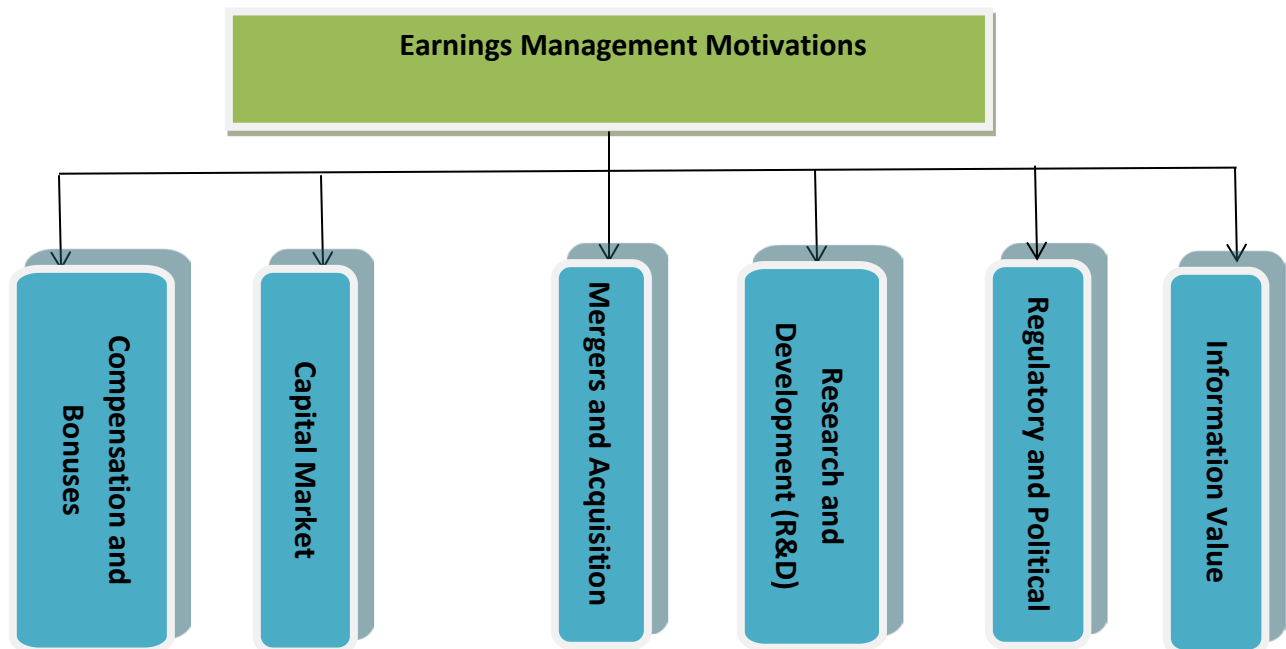 Earnings Management Motivations
Compensation and
Bonuses
Capital Market
Mergers and Acquisition
Research and
Development (R&D)
Regulatory and Political
Information Value